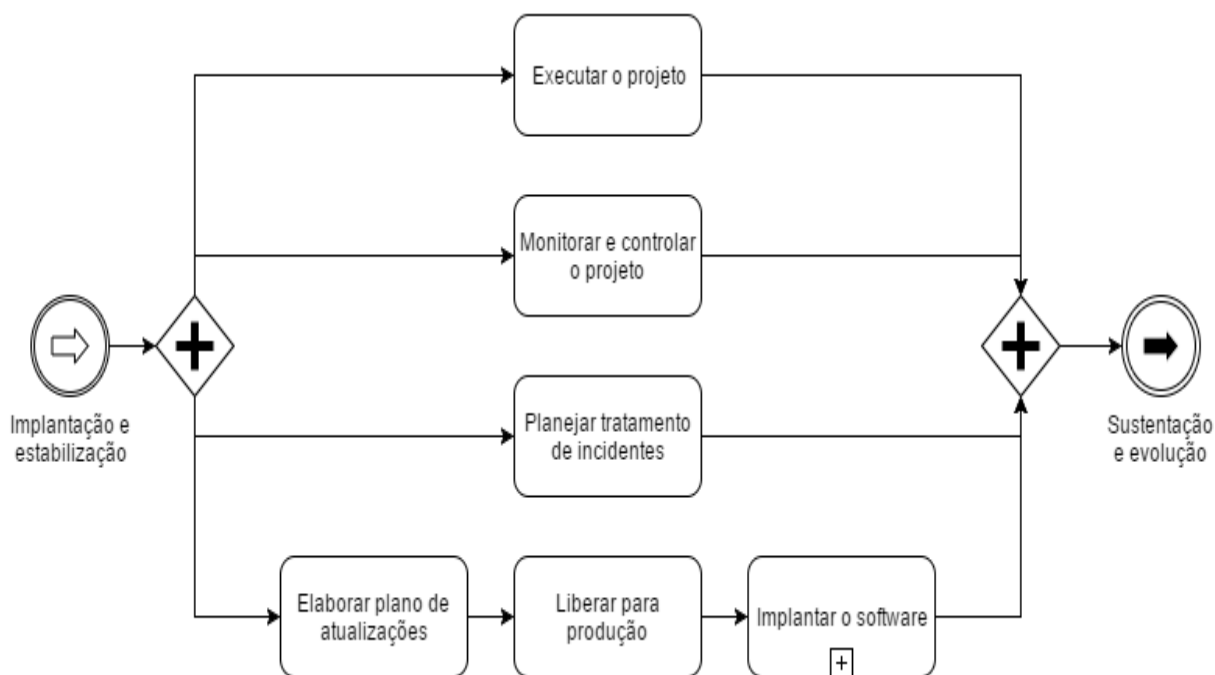 Executar o projeto
Monitorar e controlar
o projeto
Implantação e
estabilização
Sustentação
e evolução
Planejar tratamento
de incidentes
Elaborar plano de
atualizações
Liberar para
produção
Implantar o software